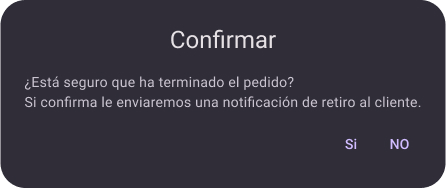 Confirmar
¿Está seguro que ha terminado el pedido?
Si confirma le enviaremos una notificación de retiro al cliente.
Si NO